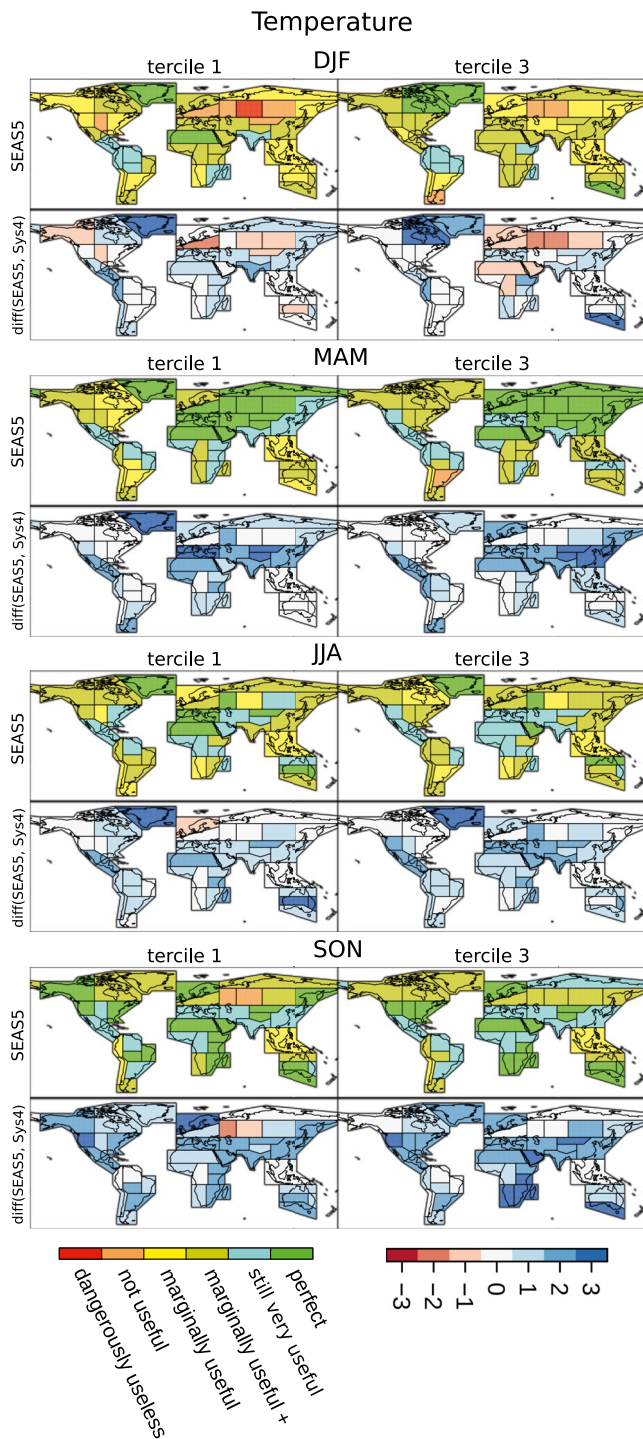 Temperature
DJF
tercile 1 tercile 3
SEAS5
diff(SEAS5, Sys4)
MAM
tercile 1 tercile 3
SEAS5
diff(SEAS5, Sys4)
JJA
tercile 1 tercile 3
SEAS5
diff(SEAS5, Sys4)
SON
tercile 1 tercile 3
SEAS5
diff(SEAS5, Sys4)
dangerously useless
not useful
marginally useful
marginally useful +
still very useful
perfect
−3 −2 −1 0 1 2 3